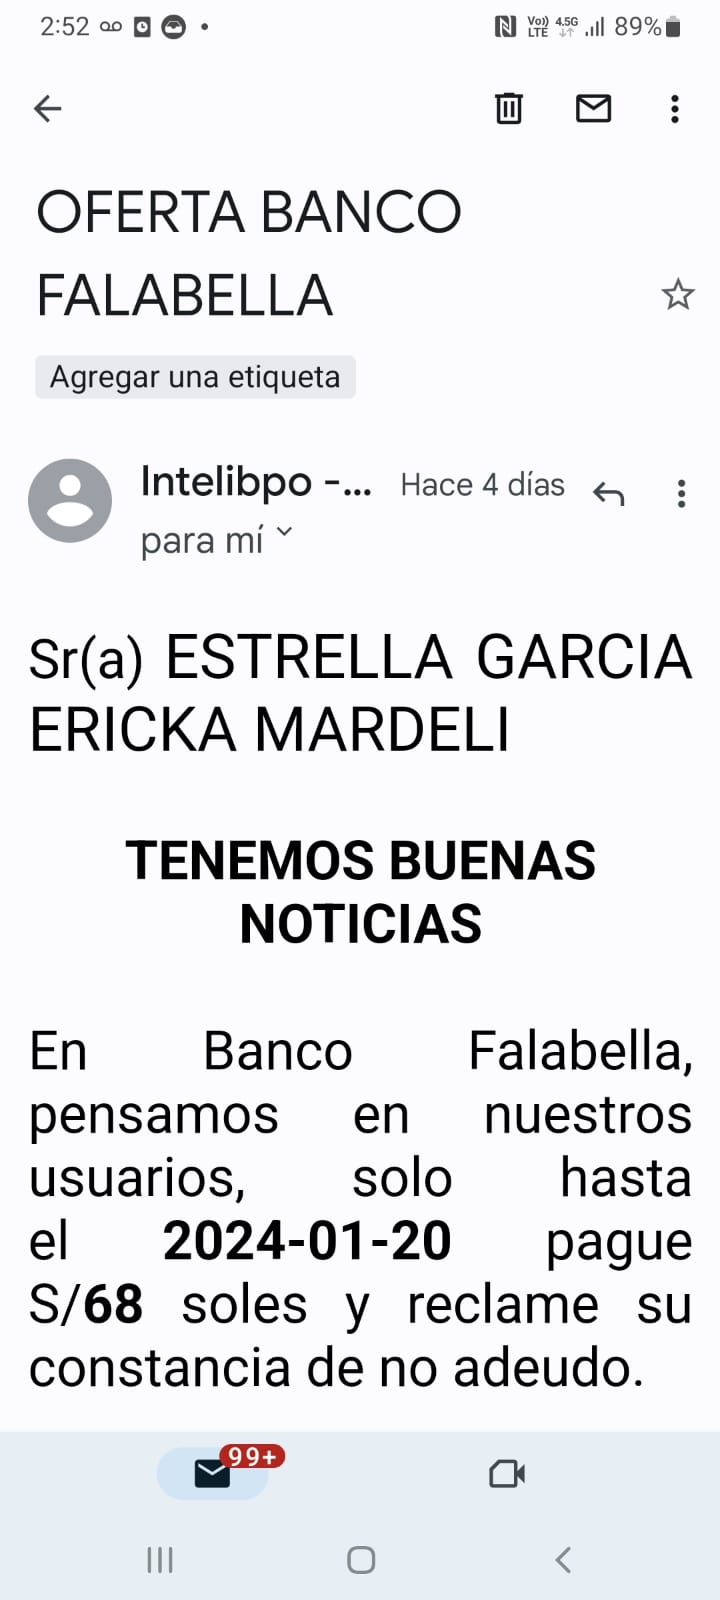 2:52
Vo)) LTE 4.5G 89%
OFERTA BANCO
FALABELLA
Agregar una etiqueta
Intelibpo -... Hace 4 días
para mí
Sr(a) ESTRELLA GARCIA
ERICKA MARDELI
TENEMOS BUENAS
NOTICIAS
En Banco Falabella,
pensamos en nuestros
usuarios, solo hasta
el 2024-01-20 pague
S/68 soles y reclame su
constancia de no adeudo.
99+